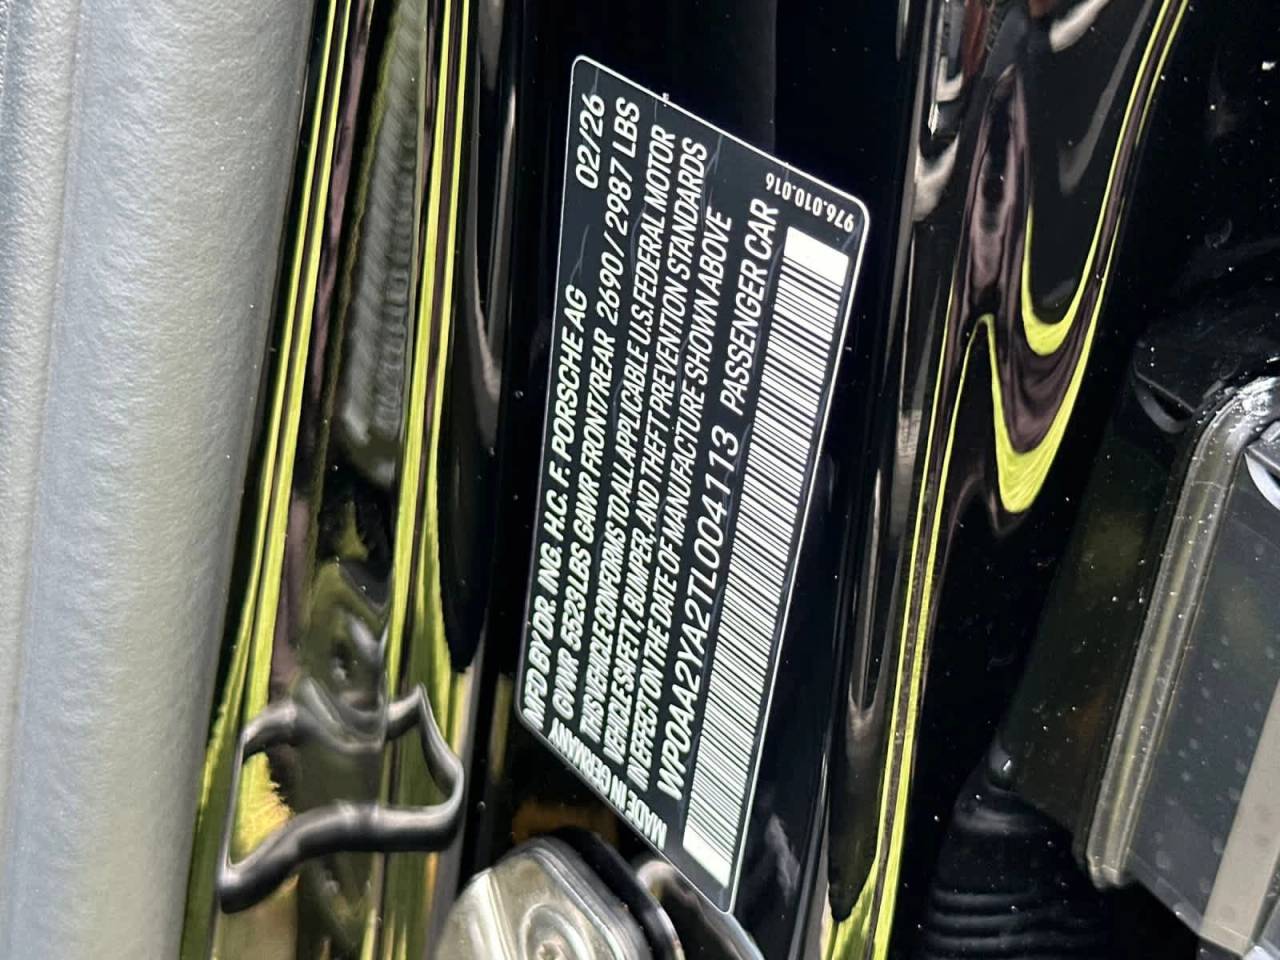 MFD BY DR. ING. H.C. F. PORSCHE AG 02/26
GVWR 5523LBS GAWR FRONT/REAR 2690/2987 LBS
THIS VEHICLE CONFORMS TO ALL APPLICABLE U.S. FEDERAL MOTOR
VEHICLE SAFETY, BUMPER, AND THEFT PREVENTION STANDARDS
IN EFFECT ON THE DATE OF MANUFACTURE SHOWN ABOVE
WP0AA2YA2TL004113 PASSENGER CAR
MADE IN GERMANY
976.010.016